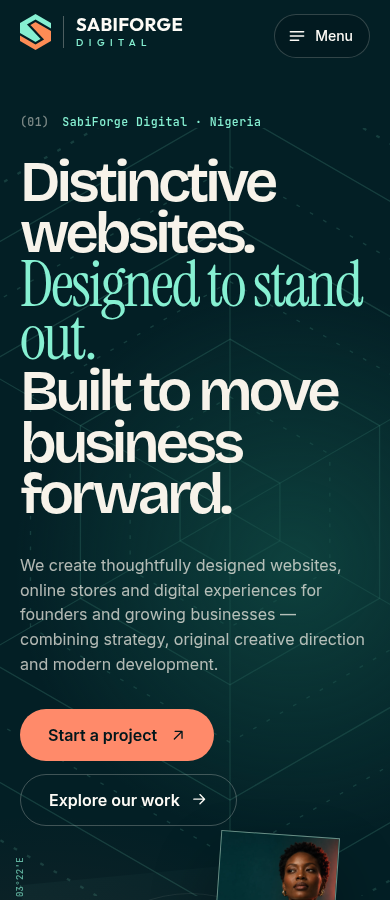 SABIFORGE
DIGITAL
Menu
(01) SabiForge Digital · Nigeria
Distinctive
websites.
Designed to stand
out.
Built to move
business
forward.
We create thoughtfully designed websites,
online stores and digital experiences for
founders and growing businesses —
combining strategy, original creative direction
and modern development.
Start a project
Explore our work
03°22'E